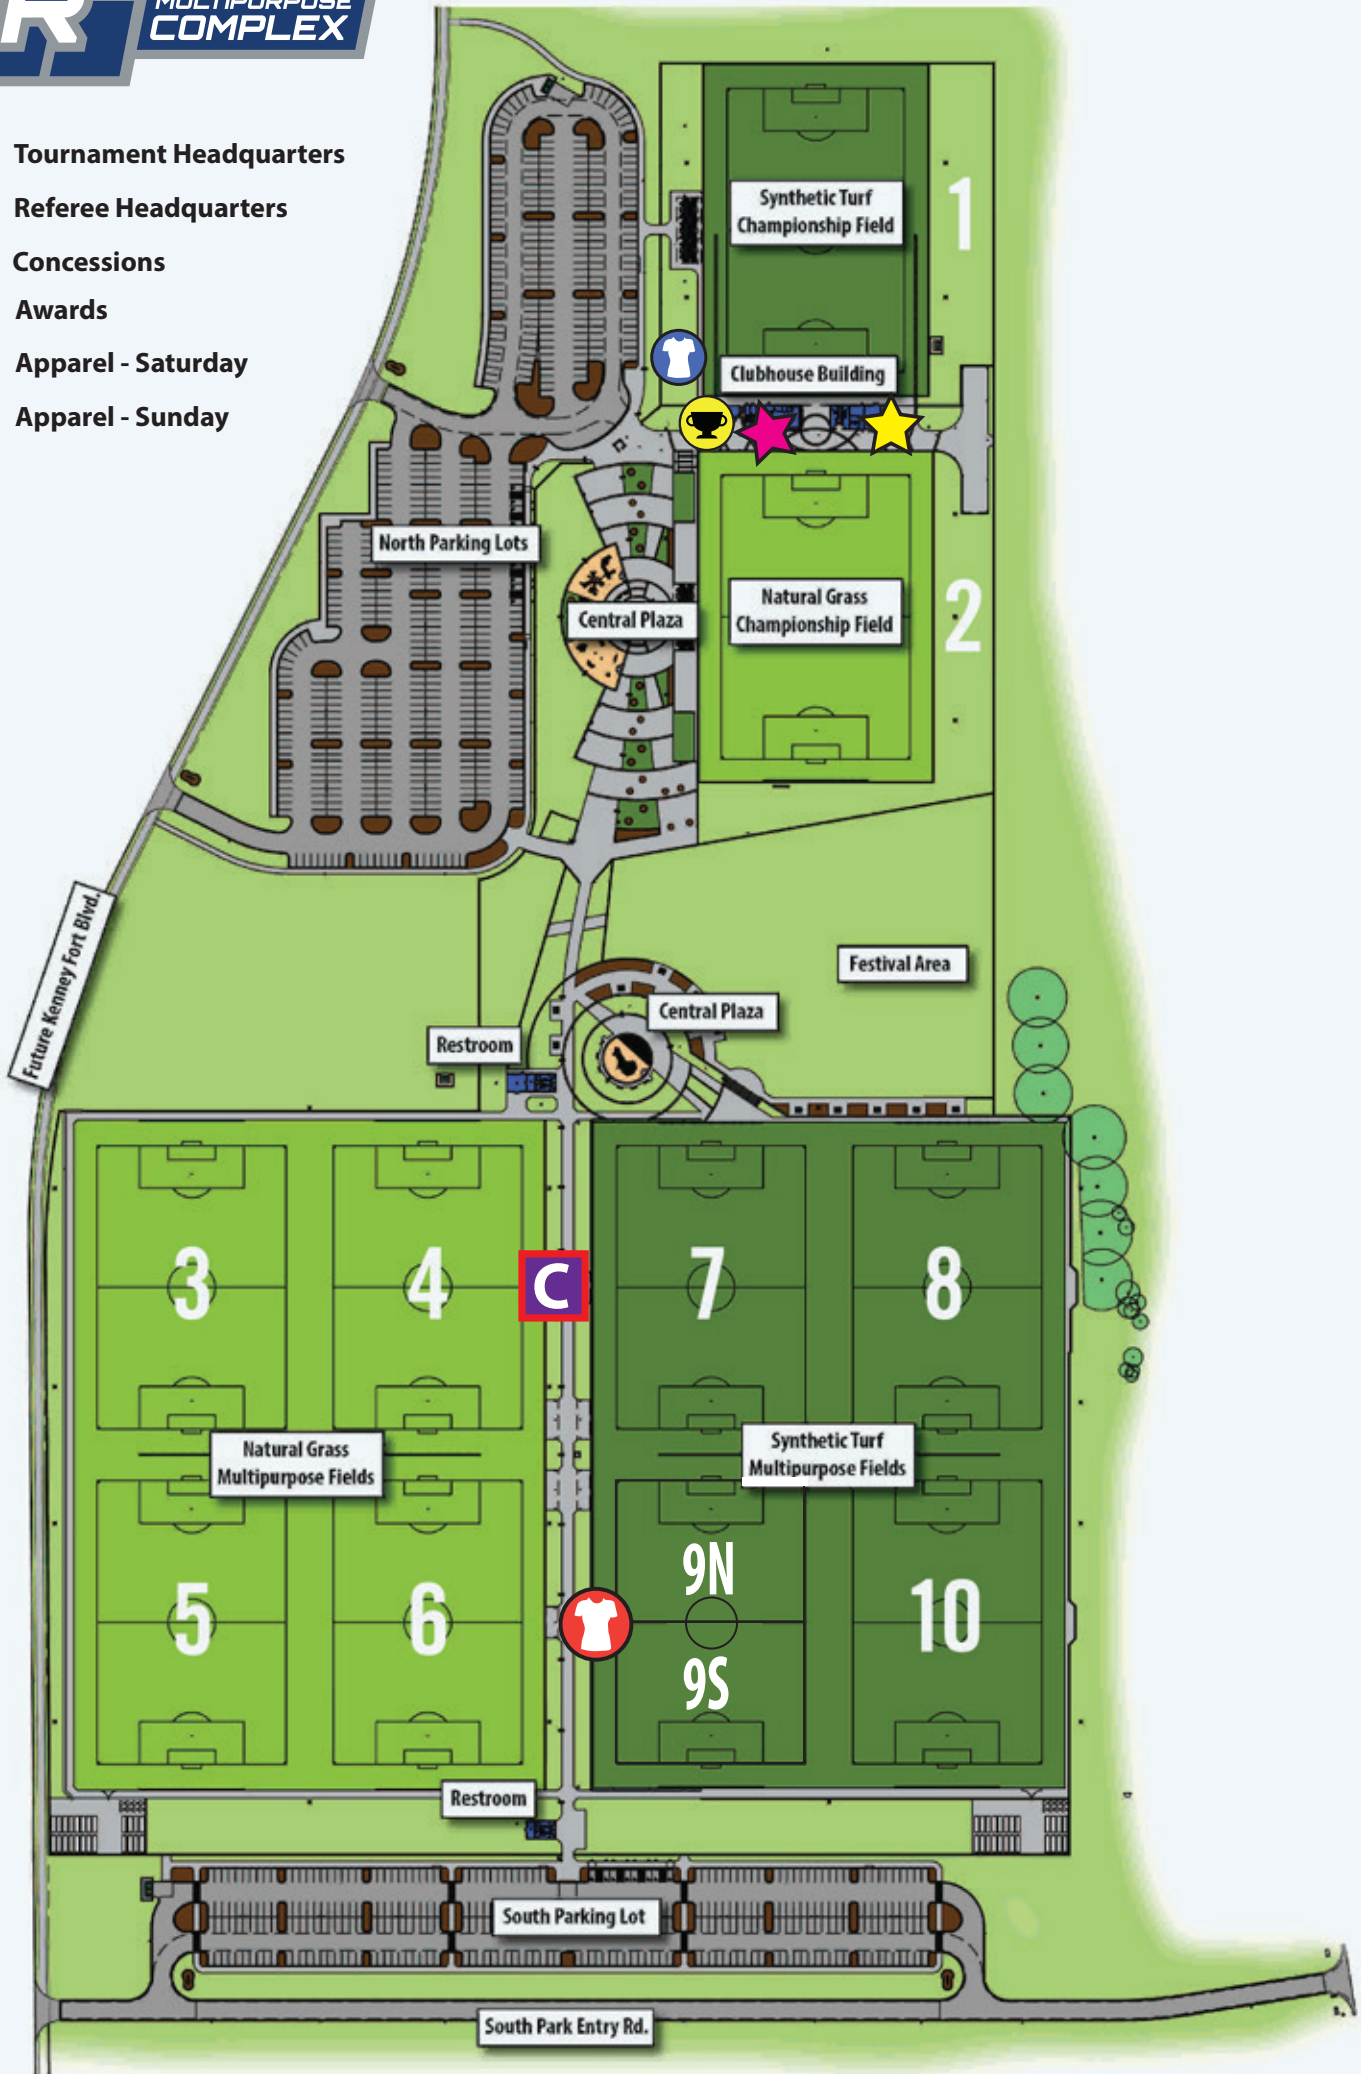 MULTIPURPOSE
R
COMPLEX
Tournament Headquarters
Referee Headquarters
Concessions
Awards
Apparel - Saturday
Apparel - Sunday
Synthetic Turf
Championship Field
1
Clubhouse Building
North Parking Lots
Natural Grass
Championship Field
2
Central Plaza
Future Kenney Fort Blvd.
Festival Area
Central Plaza
Restroom
3
4
C
7
8
Natural Grass
Multipurpose Fields
Synthetic Turf
Multipurpose Fields
9N
5
6
10
9S
Restroom
South Parking Lot
South Park Entry Rd.